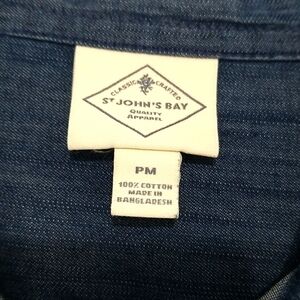 CLASSIC CRAFTED
ST JOHN'S BAY
QUALITY
APPAREL
PM
100% COTTON
MADE IN
BANGLADESH